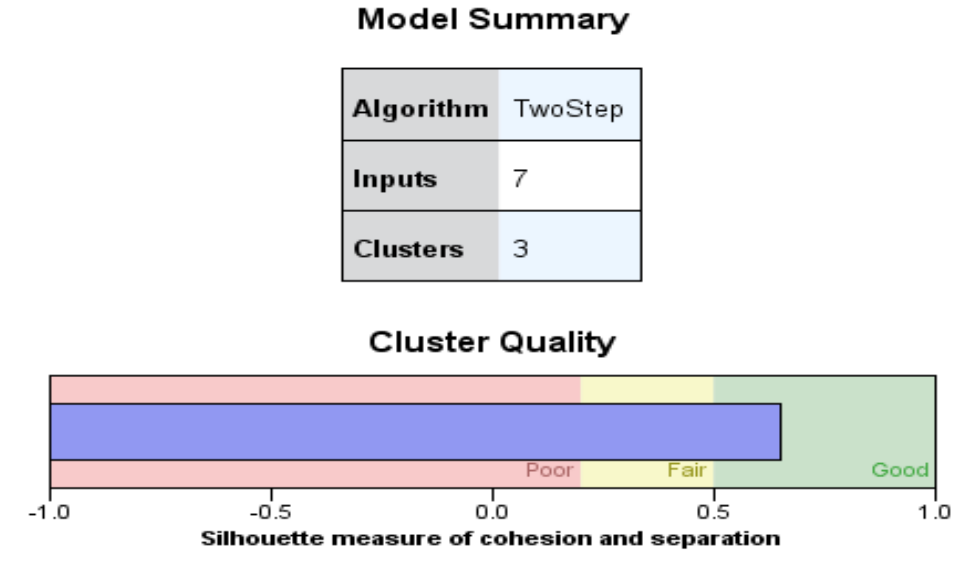 Model Summary
Algorithm TwoStep
Inputs 7
Clusters 3
Cluster Quality
Poor Fair Good
-1.0 -0.5 0.0 0.5 1.0
Silhouette measure of cohesion and separation